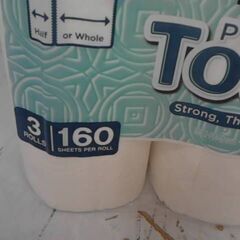 Half or Whole
P
To
Strong, Th
3 ROLLS
160
SHEETS PER ROLL